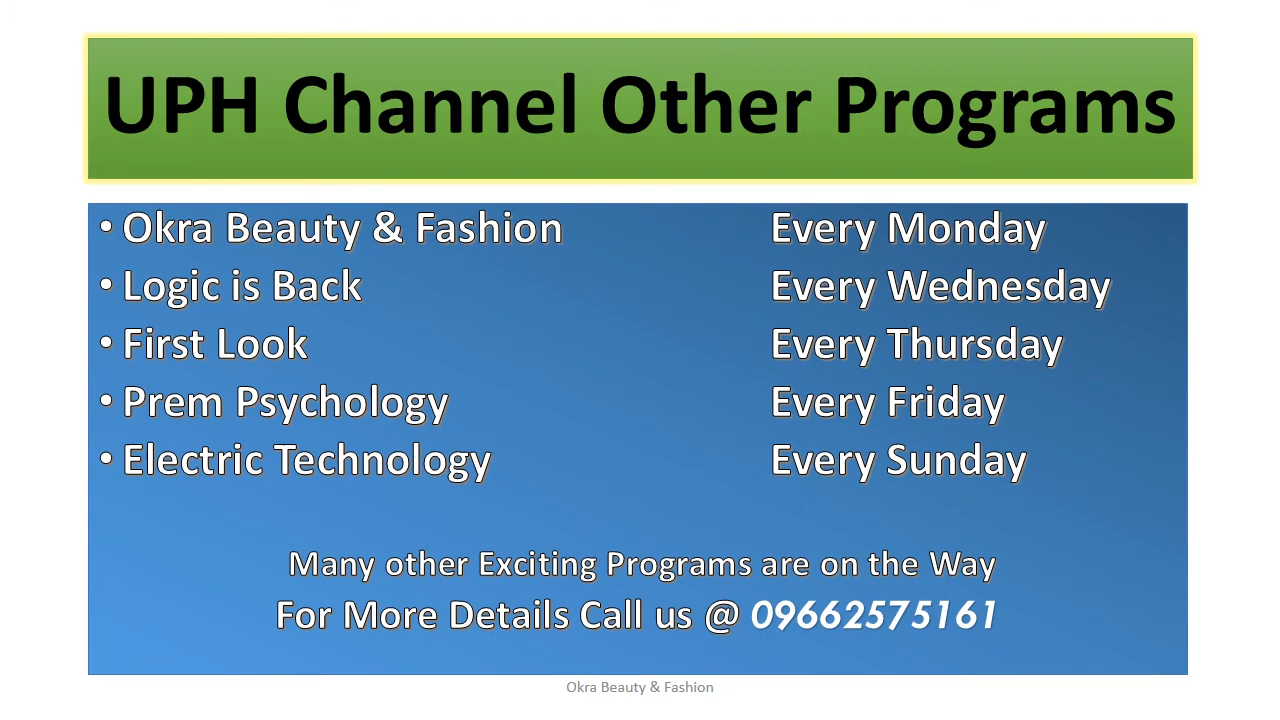 UPH Channel Other Programs
• Okra Beauty & Fashion Every Monday
• Logic is Back Every Wednesday
• First Look Every Thursday
• Prem Psychology Every Friday
• Electric Technology Every Sunday
Many other Exciting Programs are on the Way
For More Details Call us @ 09662575161
Okra Beauty & Fashion